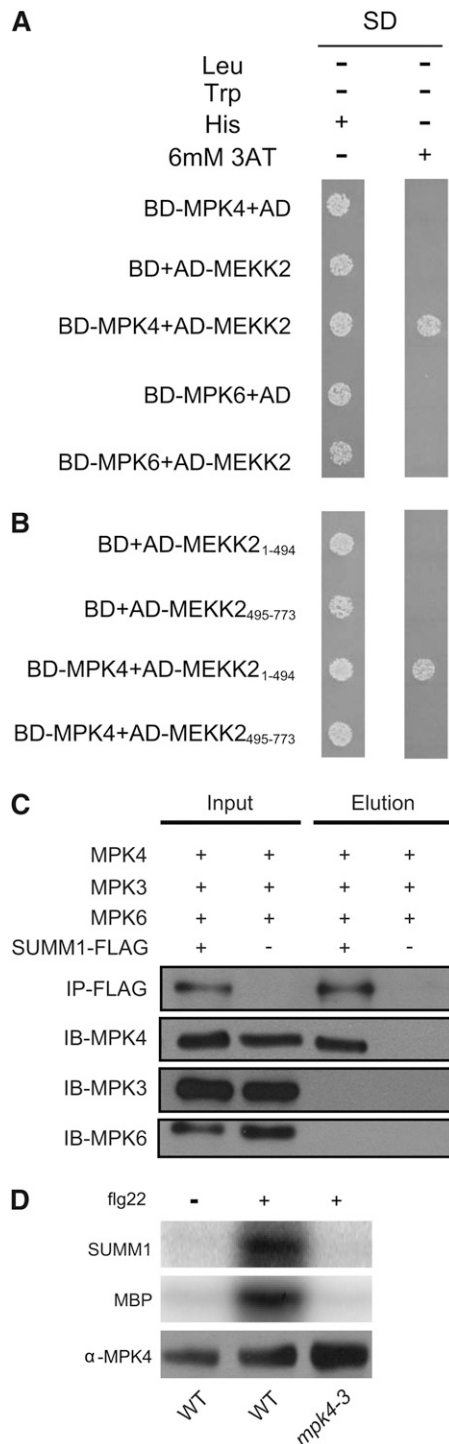 A
SD
Leu - -
Trp - -
His + -
6mM 3AT - +
BD-MPK4+AD
BD+AD-MEKK2
BD-MPK4+AD-MEKK2
BD-MPK6+AD
BD-MPK6+AD-MEKK2
B
BD+AD-MEKK2₁₋₄₉₄
BD+AD-MEKK2₄₉₅₋₇₇₃
BD-MPK4+AD-MEKK2₁₋₄₉₄
BD-MPK4+AD-MEKK2₄₉₅₋₇₇₃
C
Input Elution
MPK4 + + + +
MPK3 + + + +
MPK6 + + + +
SUMM1-FLAG + - + -
IP-FLAG
IB-MPK4
IB-MPK3
IB-MPK6
D
flg22 - + +
SUMM1
MBP
α-MPK4
WT WT mpk4-3